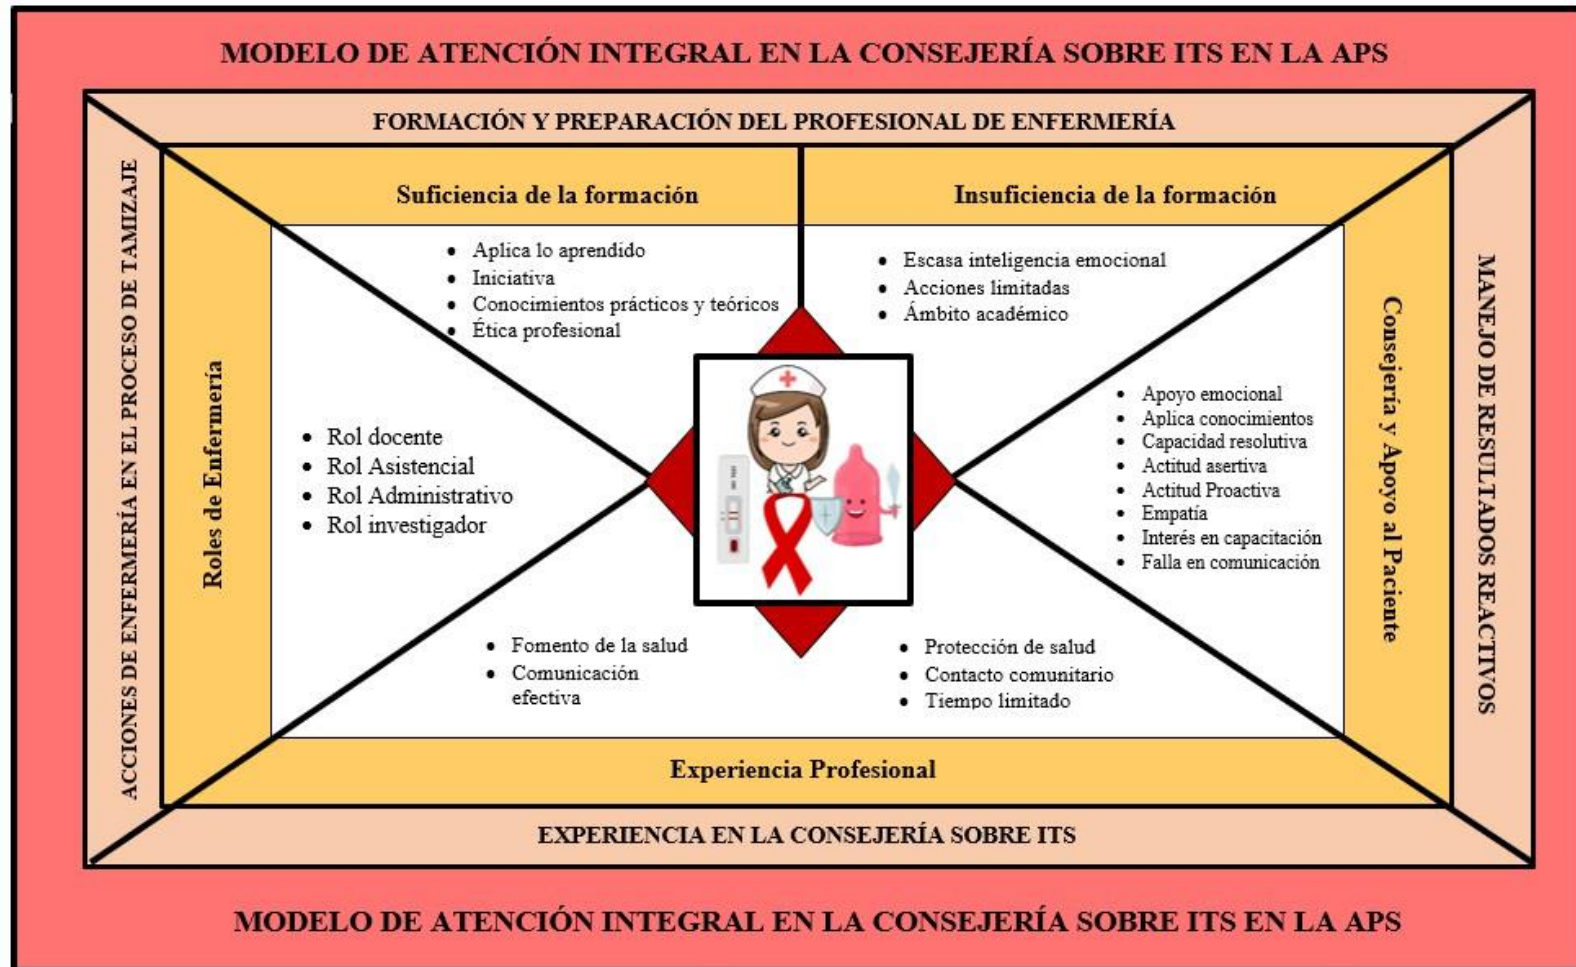 MODELO DE ATENCIÓN INTEGRAL EN LA CONSEJERÍA SOBRE ITS EN LA APS
FORMACIÓN Y PREPARACIÓN DEL PROFESIONAL DE ENFERMERÍA
Suficiencia de la formación
• Aplica lo aprendido
• Iniciativa
• Conocimientos prácticos y teóricos
• Ética profesional
Insuficiencia de la formación
• Escasa inteligencia emocional
• Acciones limitadas
• Ámbito académico
ACCIONES DE ENFERMERÍA EN EL PROCESO DE TAMIZAJE
Roles de Enfermería
• Rol docente
• Rol Asistencial
• Rol Administrativo
• Rol investigador
• Apoyo emocional
• Aplica conocimientos
• Capacidad resolutiva
• Actitud asertiva
• Actitud Proactiva
• Empatía
• Interés en capacitación
• Falla en comunicación
Consejería y Apoyo al Paciente
MANEJO DE RESULTADOS REACTIVOS
• Fomento de la salud
• Comunicación
efectiva
• Protección de salud
• Contacto comunitario
• Tiempo limitado
Experiencia Profesional
EXPERIENCIA EN LA CONSEJERÍA SOBRE ITS
MODELO DE ATENCIÓN INTEGRAL EN LA CONSEJERÍA SOBRE ITS EN LA APS